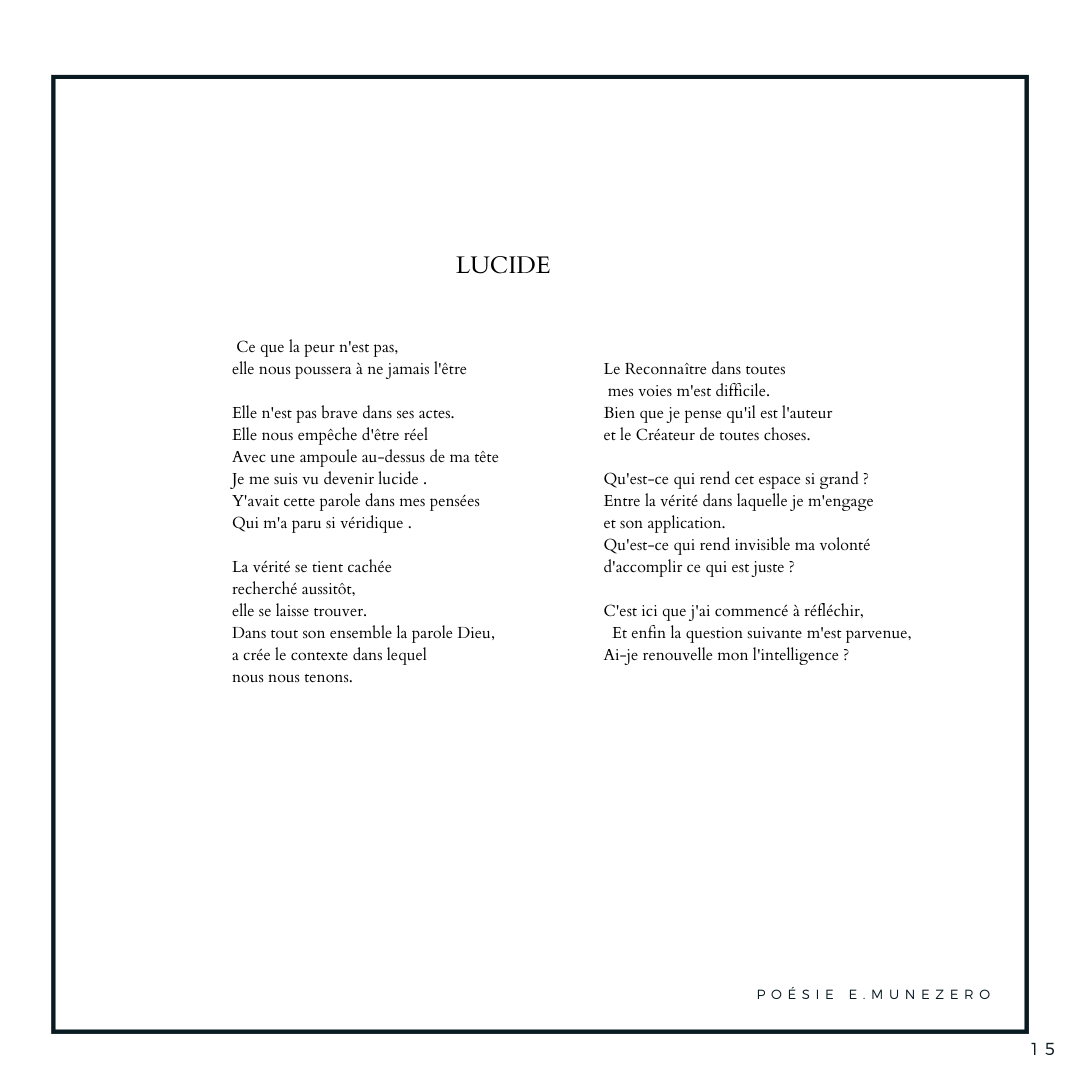 LUCIDE
Ce que la peur n'est pas,
elle nous poussera à ne jamais l'être
Elle n'est pas brave dans ses actes.
Elle nous empêche d'être réel
Avec une ampoule au-dessus de ma tête
Je me suis vu devenir lucide .
Y'avait cette parole dans mes pensées
Qui m'a paru si véridique .
La vérité se tient cachée
recherché aussitôt,
elle se laisse trouver.
Dans tout son ensemble la parole Dieu,
a crée le contexte dans lequel
nous nous tenons.
Le Reconnaître dans toutes
mes voies m'est difficile.
Bien que je pense qu'il est l'auteur
et le Créateur de toutes choses.
Qu'est-ce qui rend cet espace si grand ?
Entre la vérité dans laquelle je m'engage
et son application.
Qu'est-ce qui rend invisible ma volonté
d'accomplir ce qui est juste ?
C'est ici que j'ai commencé à réfléchir,
Et enfin la question suivante m'est parvenue,
Ai-je renouvelle mon l'intelligence ?
POÉSIE E.MUNEZERO
15